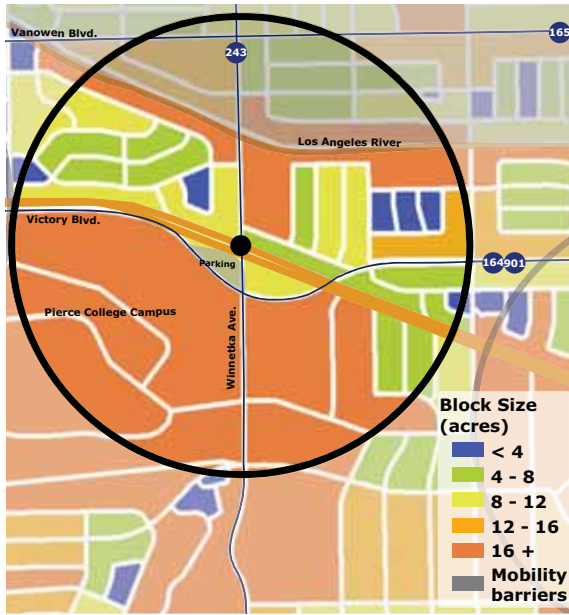 Vanowen Blvd.
165
243
Los Angeles River
Victory Blvd.
Parking
164
901
Pierce College Campus
Winnetka Ave.
Block Size
(acres)
< 4
4 - 8
8 - 12
12 - 16
16 +
Mobility
barriers